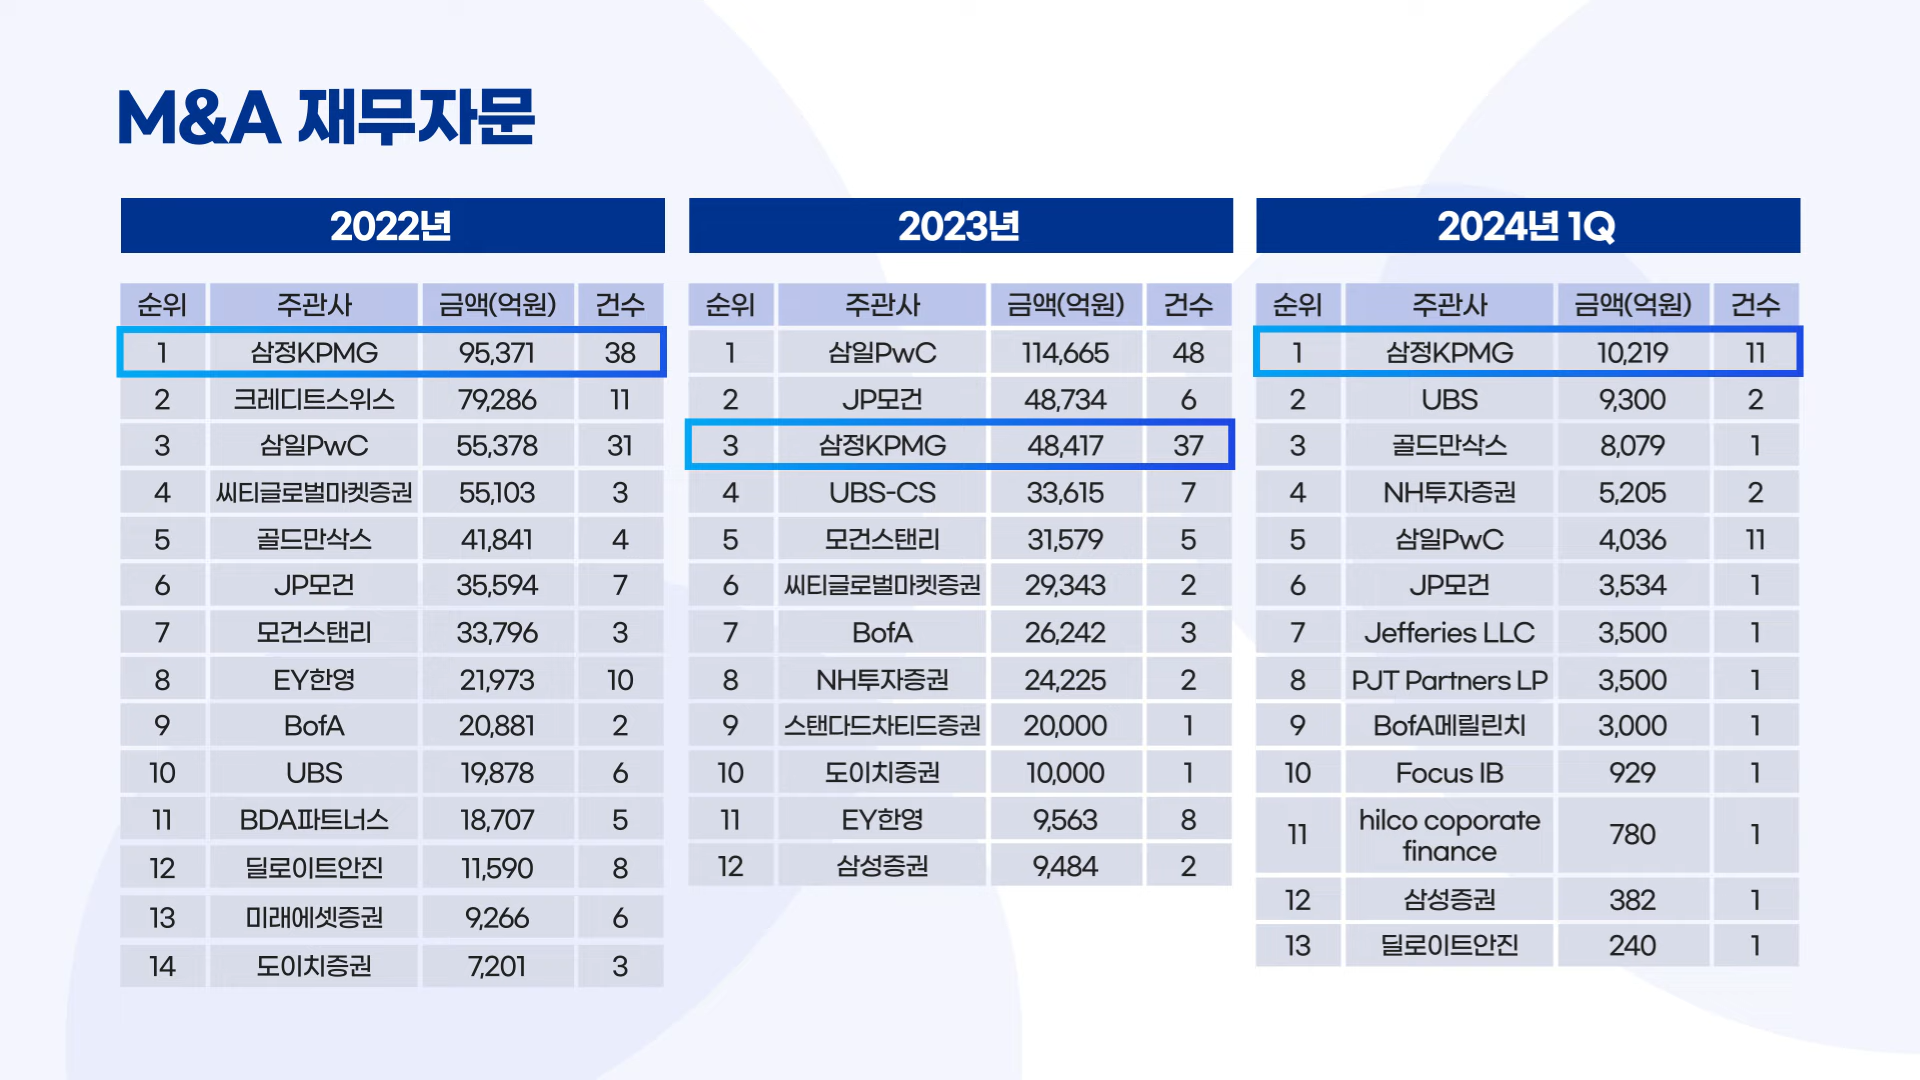 M&A 재무자문
2022년
순위 주관사 금액(억원) 건수
1 삼정KPMG 95,371 38
2 크레디트스위스 79,286 11
3 삼일PwC 55,378 31
4 씨티글로벌마켓증권 55,103 3
5 골드만삭스 41,841 4
6 JP모건 35,594 7
7 모건스탠리 33,796 3
8 EY한영 21,973 10
9 BofA 20,881 2
10 UBS 19,878 6
11 BDA파트너스 18,707 5
12 딜로이트안진 11,590 8
13 미래에셋증권 9,266 6
14 도이치증권 7,201 3
2023년
순위 주관사 금액(억원) 건수
1 삼일PwC 114,665 48
2 JP모건 48,734 6
3 삼정KPMG 48,417 37
4 UBS-CS 33,615 7
5 모건스탠리 31,579 5
6 씨티글로벌마켓증권 29,343 2
7 BofA 26,242 3
8 NH투자증권 24,225 2
9 스탠다드차티드증권 20,000 1
10 도이치증권 10,000 1
11 EY한영 9,563 8
12 삼성증권 9,484 2
2024년 1Q
순위 주관사 금액(억원) 건수
1 삼정KPMG 10,219 11
2 UBS 9,300 2
3 골드만삭스 8,079 1
4 NH투자증권 5,205 2
5 삼일PwC 4,036 11
6 JP모건 3,534 1
7 Jefferies LLC 3,500 1
8 PJT Partners LP 3,500 1
9 BofA메릴린치 3,000 1
10 Focus IB 929 1
11 hilco coporate
finance 780 1
12 삼성증권 382 1
13 딜로이트안진 240 1